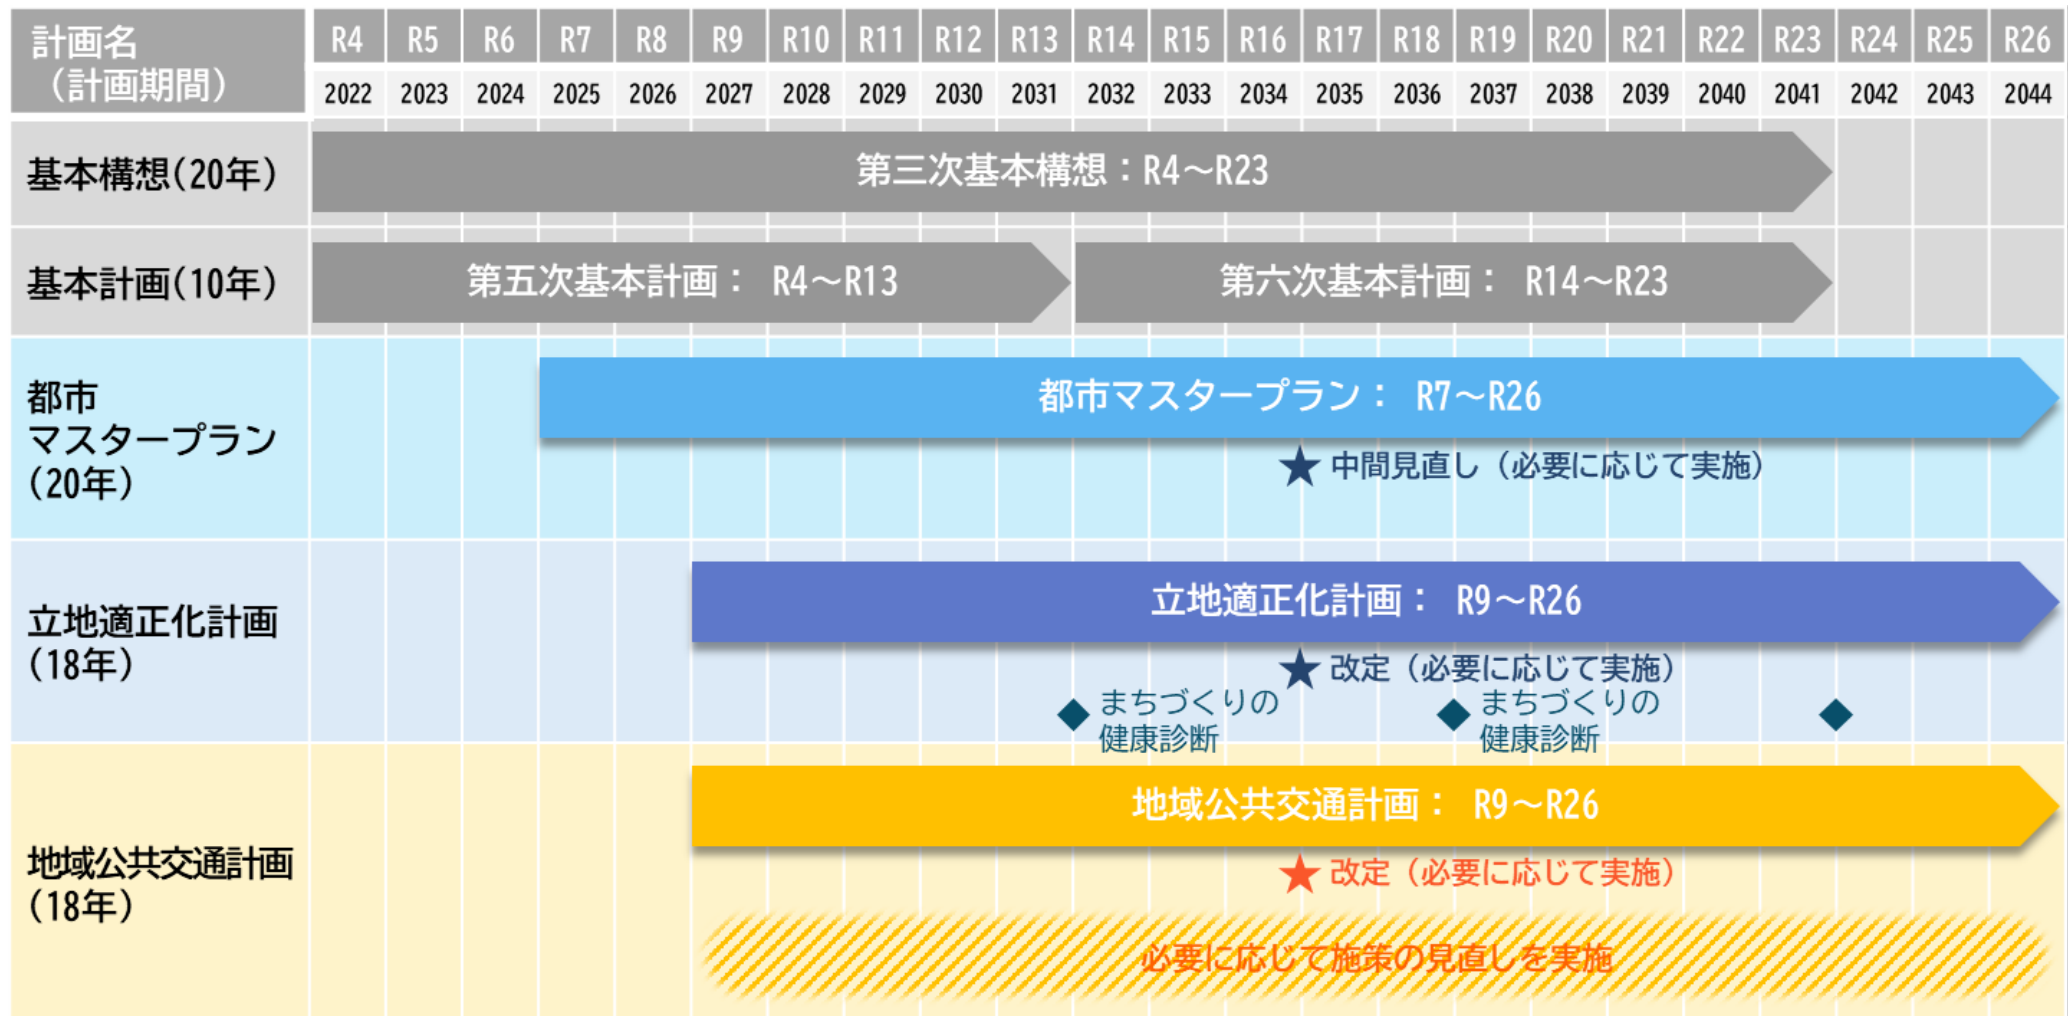 計画名
（計画期間）
R4 R5 R6 R7 R8 R9 R10 R11 R12 R13 R14 R15 R16 R17 R18 R19 R20 R21 R22 R23 R24 R25 R26
2022 2023 2024 2025 2026 2027 2028 2029 2030 2031 2032 2033 2034 2035 2036 2037 2038 2039 2040 2041 2042 2043 2044
基本構想(20年)
第三次基本構想：R4～R23
基本計画(10年)
第五次基本計画： R4～R13
第六次基本計画： R14～R23
都市
マスタープラン
(20年)
都市マスタープラン： R7～R26
★ 中間見直し（必要に応じて実施）
立地適正化計画
(18年)
立地適正化計画： R9～R26
★ 改定（必要に応じて実施）
◆ まちづくりの
健康診断
◆ まちづくりの
健康診断
◆
地域公共交通計画
(18年)
地域公共交通計画： R9～R26
★ 改定（必要に応じて実施）
必要に応じて施策の見直しを実施